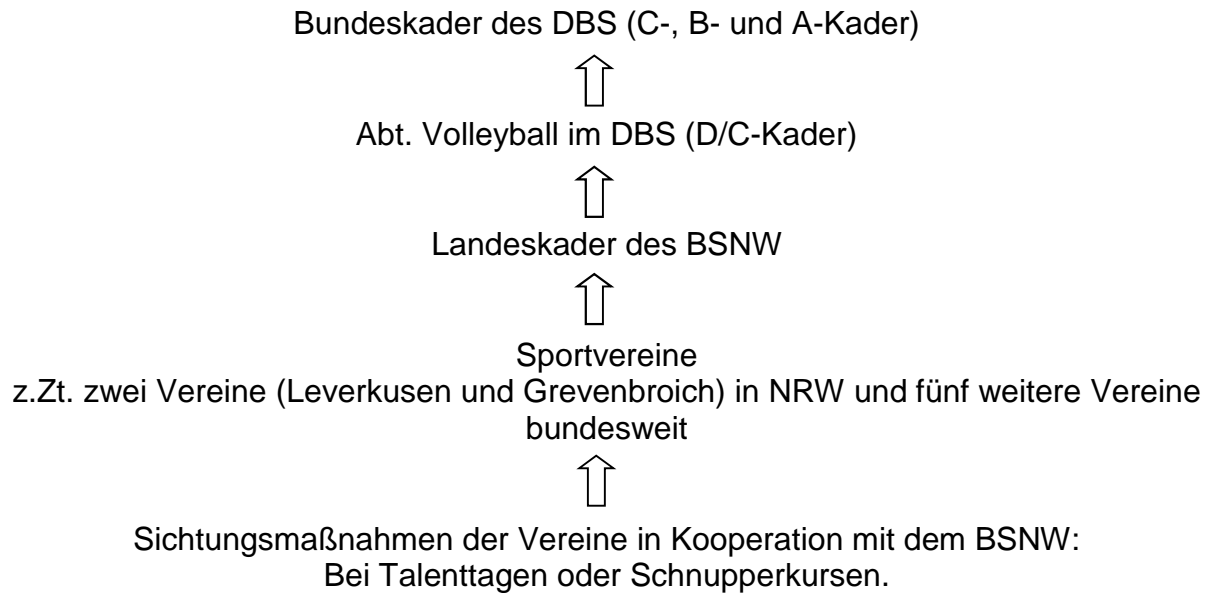 Bundeskader des DBS (C-, B- und A-Kader)
Abt. Volleyball im DBS (D/C-Kader)
Landeskader des BSNW
Sportvereine
z.Zt. zwei Vereine (Leverkusen und Grevenbroich) in NRW und fünf weitere Vereine
bundesweit
Sichtungsmaßnahmen der Vereine in Kooperation mit dem BSNW:
Bei Talenttagen oder Schnupperkursen.